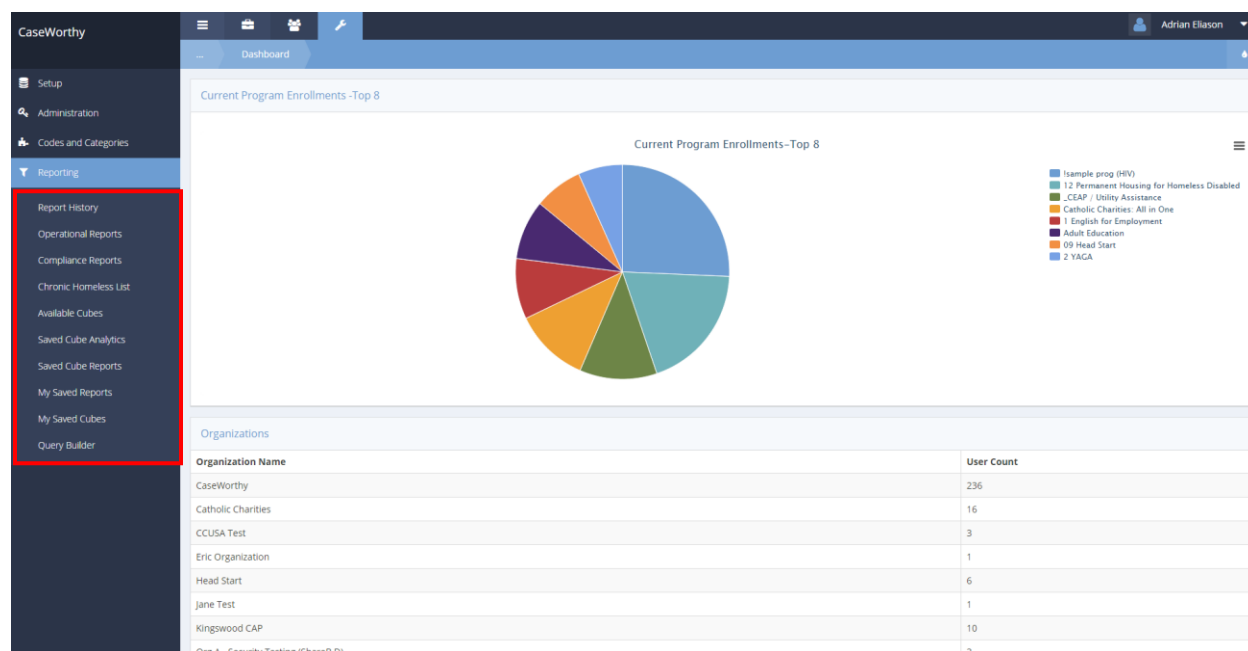 CaseWorthy
Adrian Eliason
... Dashboard
Setup
Administration
Codes and Categories
Reporting
Report History
Operational Reports
Compliance Reports
Chronic Homeless List
Available Cubes
Saved Cube Analytics
Saved Cube Reports
My Saved Reports
My Saved Cubes
Query Builder
Current Program Enrollments -Top 8
Current Program Enrollments-Top 8
!sample prog (HIV)
12 Permanent Housing for Homeless Disabled
_CEAP / Utility Assistance
Catholic Charities: All in One
1 English for Employment
Adult Education
09 Head Start
2 YAGA
Organizations
Organization Name User Count
CaseWorthy 236
Catholic Charities 16
CCUSA Test 3
Eric Organization 1
Head Start 6
Jane Test 1
Kingswood CAP 10